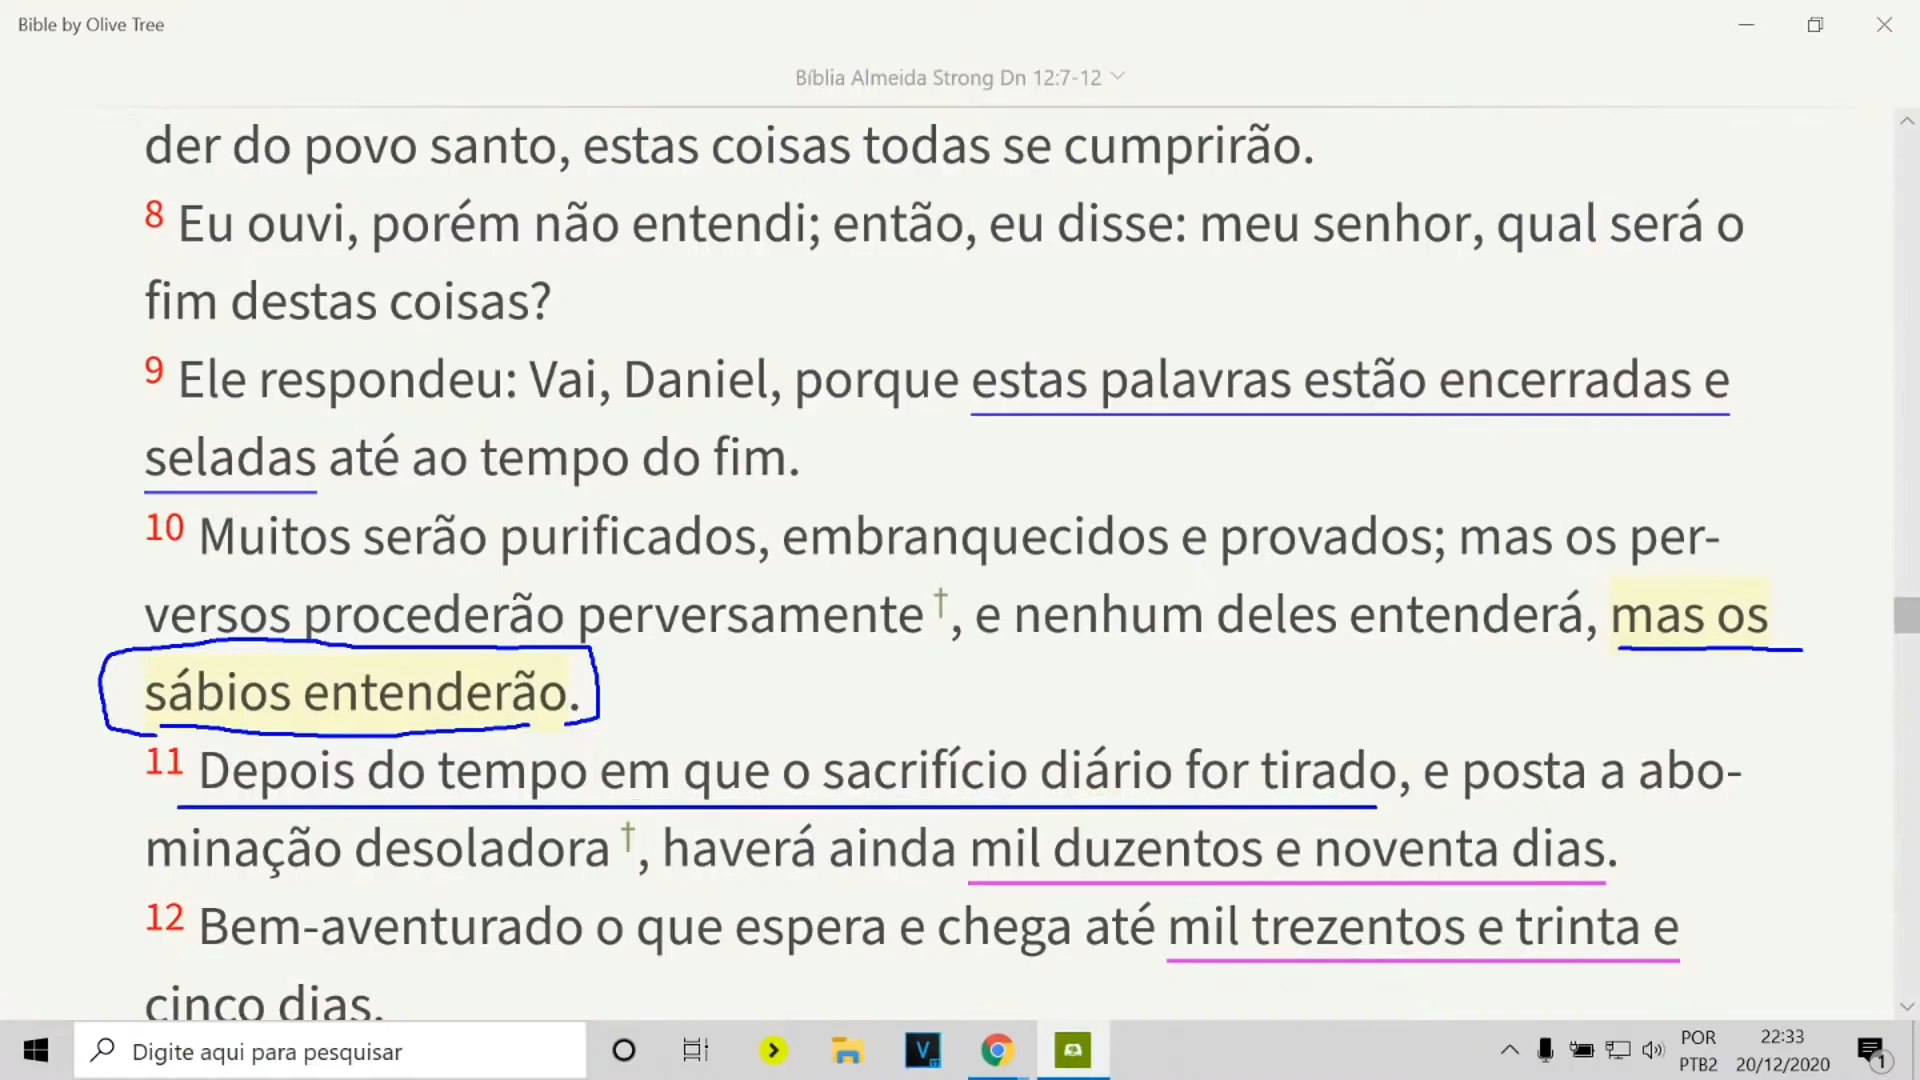 Bible by Olive Tree
Bíblia Almeida Strong Dn 12:7-12
der do povo santo, estas coisas todas se cumprirão.
8 Eu ouvi, porém não entendi; então, eu disse: meu senhor, qual será o
fim destas coisas?
9 Ele respondeu: Vai, Daniel, porque estas palavras estão encerradas e
seladas até ao tempo do fim.
10 Muitos serão purificados, embranquecidos e provados; mas os per-
versos procederão perversamente †, e nenhum deles entenderá, mas os
sábios entenderão.
11 Depois do tempo em que o sacrifício diário for tirado, e posta a abo-
minação desoladora †, haverá ainda mil duzentos e noventa dias.
12 Bem-aventurado o que espera e chega até mil trezentos e trinta e
cinco dias.
Digite aqui para pesquisar
V
POR
PTB2
22:33
20/12/2020
1